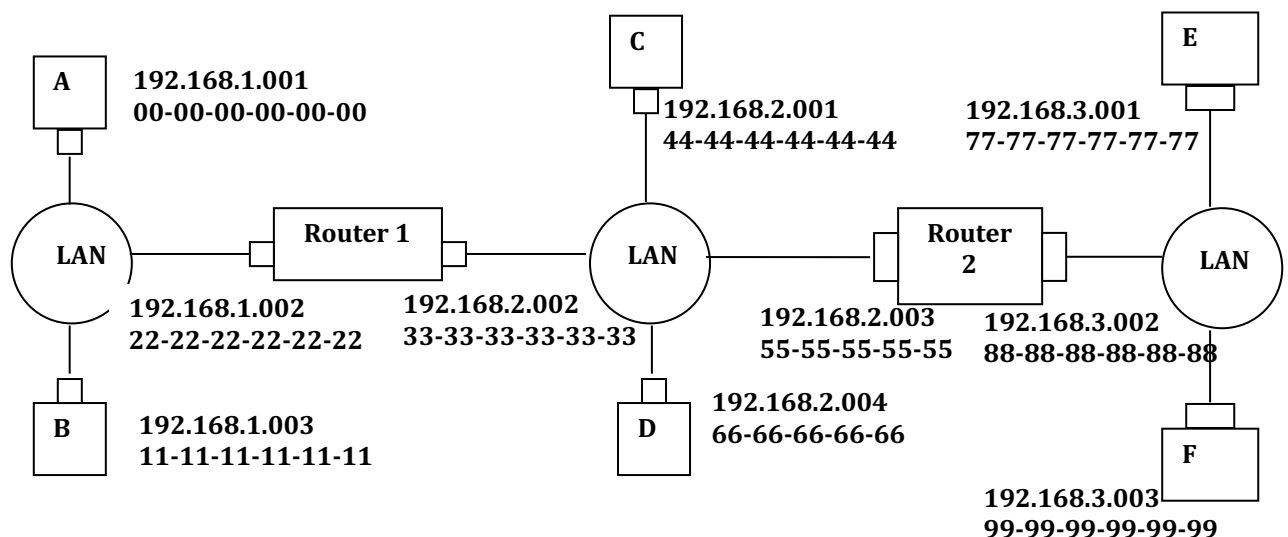 A
192.168.1.001
00-00-00-00-00-00
C
192.168.2.001
44-44-44-44-44-44
E
192.168.3.001
77-77-77-77-77-77
LAN
Router 1
LAN
Router
2
LAN
192.168.1.002
22-22-22-22-22-22
192.168.2.002
33-33-33-33-33-33
192.168.2.003
55-55-55-55-55
192.168.3.002
88-88-88-88-88-88
B
192.168.1.003
11-11-11-11-11-11
D
192.168.2.004
66-66-66-66-66
F
192.168.3.003
99-99-99-99-99-99